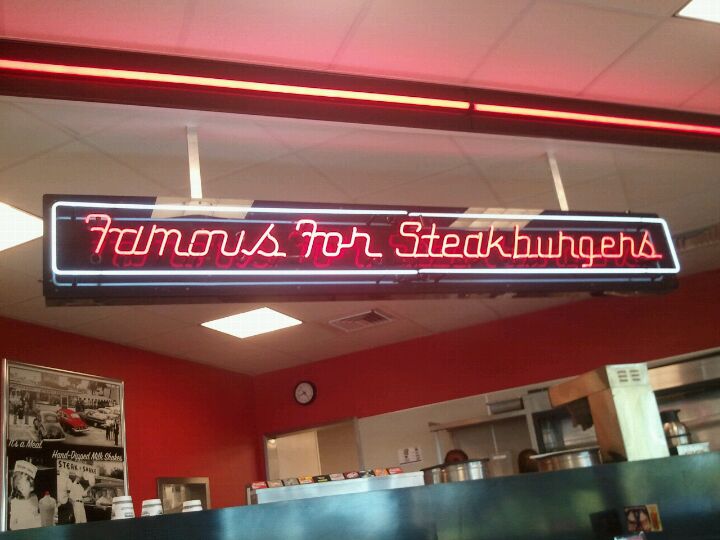 Famous For Steakburgers
It's a Meal
Hand-Dipped Milk Shakes
STEAK n SHAKE